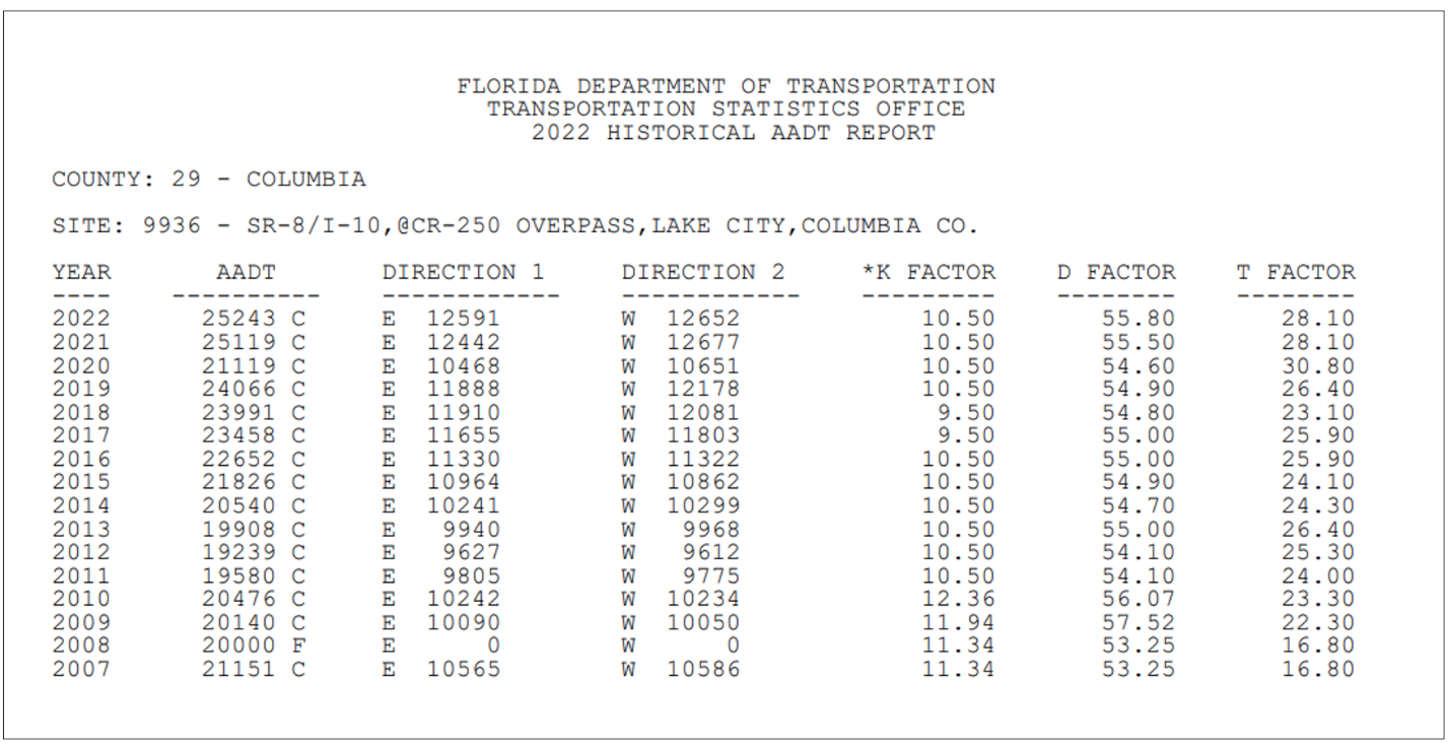 FLORIDA DEPARTMENT OF TRANSPORTATION
TRANSPORTATION STATISTICS OFFICE
2022 HISTORICAL AADT REPORT
COUNTY: 29 - COLUMBIA
SITE: 9936 - SR-8/I-10,@CR-250 OVERPASS,LAKE CITY,COLUMBIA CO.
YEAR AADT DIRECTION 1 DIRECTION 2 *K FACTOR D FACTOR T FACTOR
---- ---------- ------------ ------------ --------- -------- --------
2022 25243 C E 12591 W 12652 10.50 55.80 28.10
2021 25119 C E 12442 W 12677 10.50 55.50 28.10
2020 21119 C E 10468 W 10651 10.50 54.60 30.80
2019 24066 C E 11888 W 12178 10.50 54.90 26.40
2018 23991 C E 11910 W 12081 9.50 54.80 23.10
2017 23458 C E 11655 W 11803 9.50 55.00 25.90
2016 22652 C E 11330 W 11322 10.50 55.00 25.90
2015 21826 C E 10964 W 10862 10.50 54.90 24.10
2014 20540 C E 10241 W 10299 10.50 54.70 24.30
2013 19908 C E 9940 W 9968 10.50 55.00 26.40
2012 19239 C E 9627 W 9612 10.50 54.10 25.30
2011 19580 C E 9805 W 9775 10.50 54.10 24.00
2010 20476 C E 10242 W 10234 12.36 56.07 23.30
2009 20140 C E 10090 W 10050 11.94 57.52 22.30
2008 20000 F E 0 W 0 11.34 53.25 16.80
2007 21151 C E 10565 W 10586 11.34 53.25 16.80